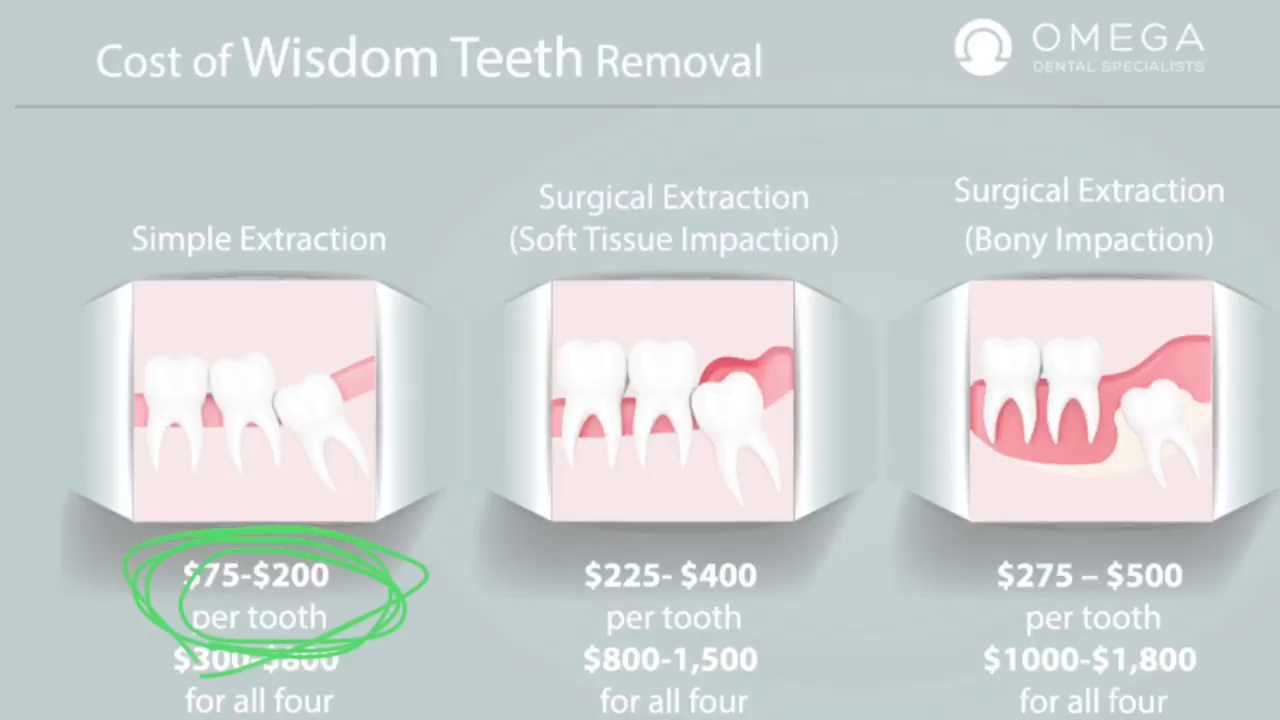 Cost of Wisdom Teeth Removal
OMEGA
DENTAL SPECIALISTS
Simple Extraction
Surgical Extraction
(Soft Tissue Impaction)
Surgical Extraction
(Bony Impaction)
$75-$200
per tooth
$300-$800
for all four
$225- $400
per tooth
$800-1,500
for all four
$275 – $500
per tooth
$1000-$1,800
for all four